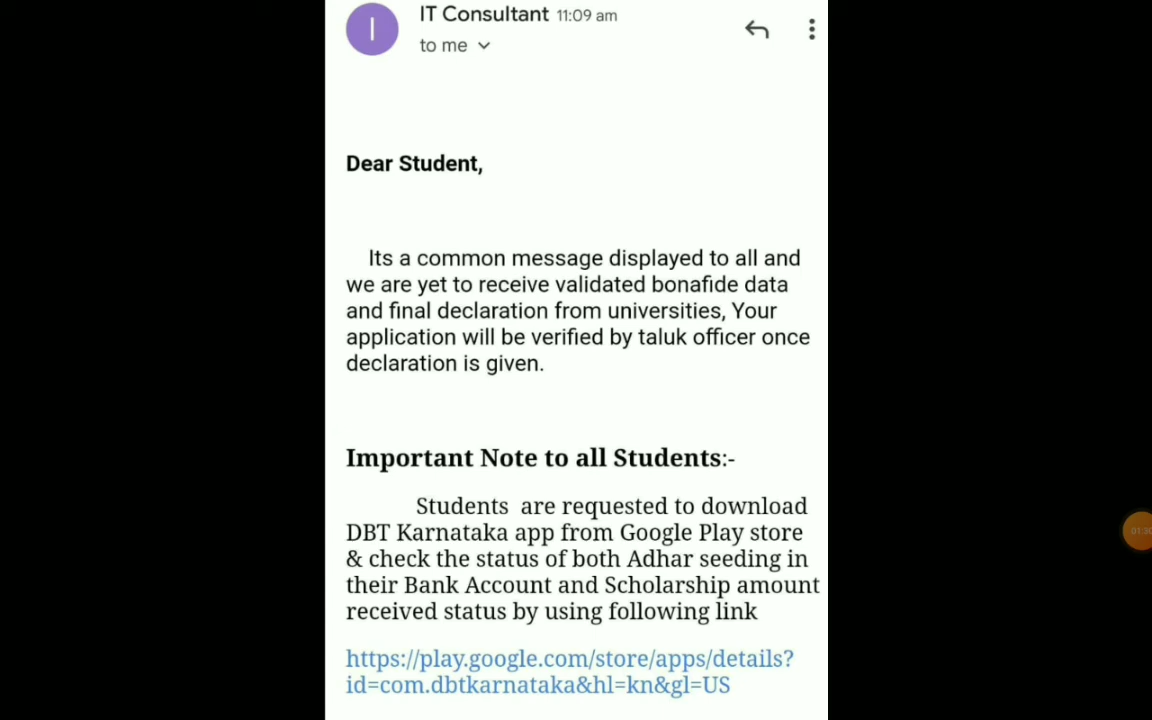 I
IT Consultant 11:09 am
to me
Dear Student,
Its a common message displayed to all and
we are yet to receive validated bonafide data
and final declaration from universities, Your
application will be verified by taluk officer once
declaration is given.
Important Note to all Students:-
Students are requested to download
DBT Karnataka app from Google Play store
& check the status of both Adhar seeding in
their Bank Account and Scholarship amount
received status by using following link
https://play.google.com/store/apps/details?
id=com.dbtkarnataka&hl=kn&gl=US